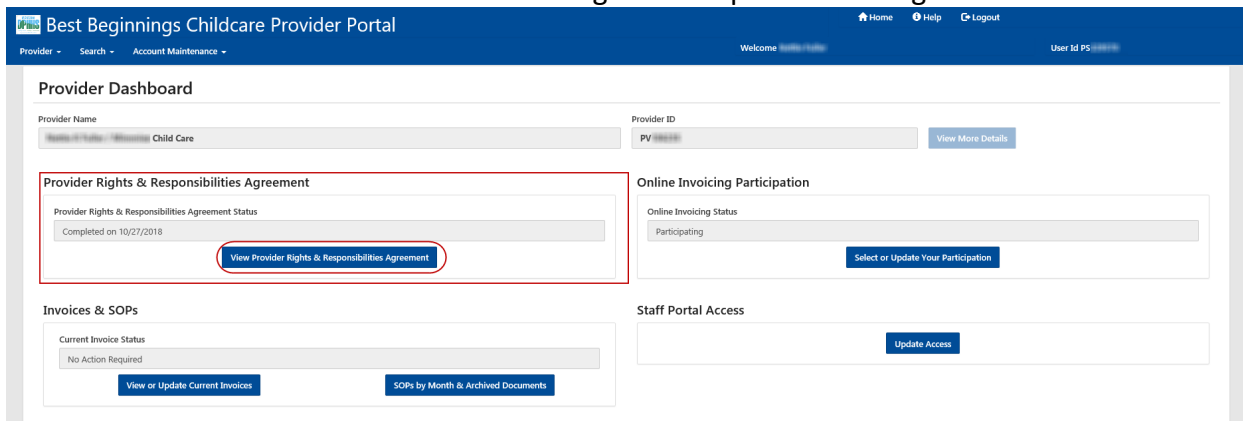 Best Beginnings Childcare Provider Portal
Home Help Logout
Provider Search Account Maintenance
Welcome
User Id PS
Provider Dashboard
Provider Name
Provider ID
Child Care
PV
View More Details
Provider Rights & Responsibilities Agreement
Online Invoicing Participation
Provider Rights & Responsibilities Agreement Status
Online Invoicing Status
Completed on 10/27/2018
Participating
View Provider Rights & Responsibilities Agreement
Select or Update Your Participation
Invoices & SOPs
Staff Portal Access
Current Invoice Status
Update Access
No Action Required
View or Update Current Invoices
SOPs by Month & Archived Documents